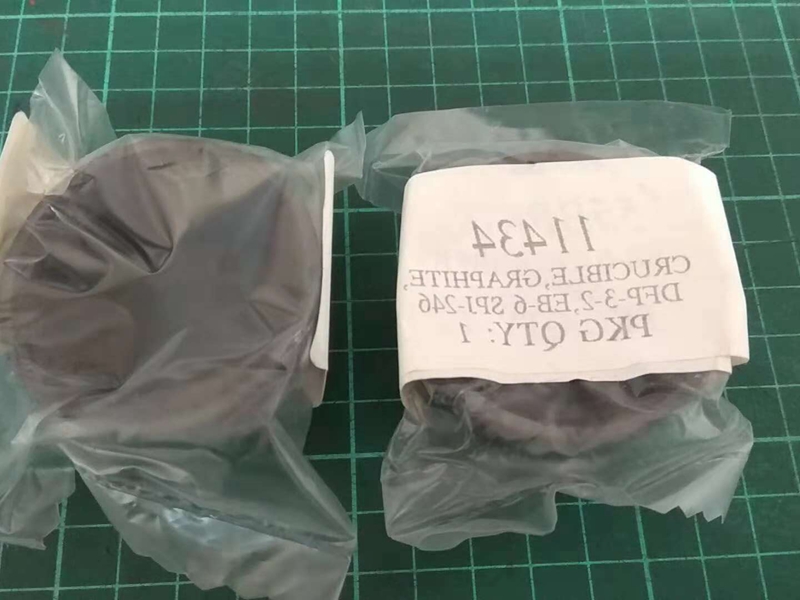 11434
CRUCIBLE,GRAPHITE,
DFP-3-2,EB-6 SPI-246
PKG QTY: 1